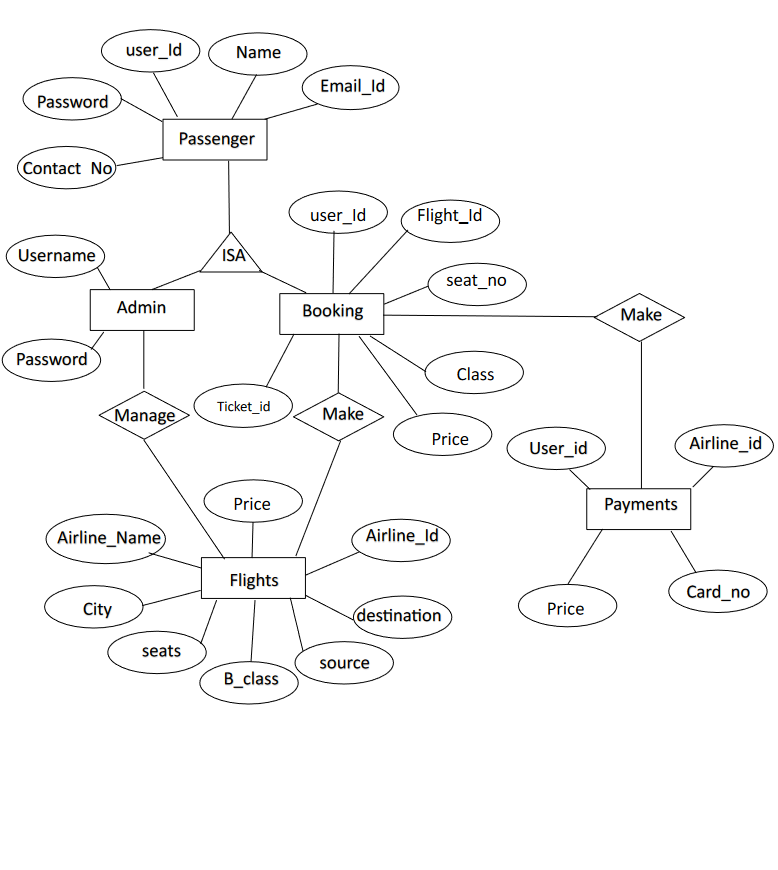 user_Id
Name
Email_Id
Password
Passenger
Contact No
user_Id
Flight_Id
Username
ISA
seat_no
Admin
Booking
Make
Password
Class
Ticket_id
Manage
Make
Price
User_id
Airline_id
Price
Payments
Airline_Name
Airline_Id
Flights
City
Price
Card_no
destination
seats
source
B_class